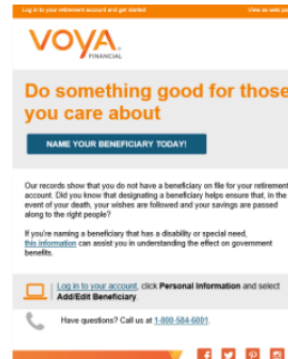 Log in to your retirement account and get started
View as web pa
VOYA
FINANCIAL
Do something good for those
you care about
NAME YOUR BENEFICIARY TODAY!
Our records show that you do not have a beneficiary on file for your retirement
account. Did you know that designating a beneficiary helps ensure that, in the
event of your death, your wishes are followed and your savings are passed
along to the right people?
If you're naming a beneficiary that has a disability or special need,
this information can assist you in understanding the effect on government
benefits.
Log in to your account, click Personal Information and select
Add/Edit Beneficiary.
Have questions? Call us at 1-800-584-6001.